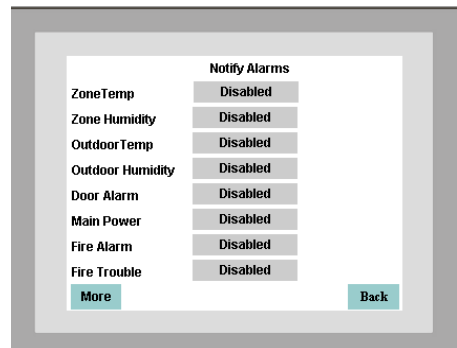 Notify Alarms
ZoneTemp Disabled
Zone Humidity Disabled
OutdoorTemp Disabled
Outdoor Humidity Disabled
Door Alarm Disabled
Main Power Disabled
Fire Alarm Disabled
Fire Trouble Disabled
More Back